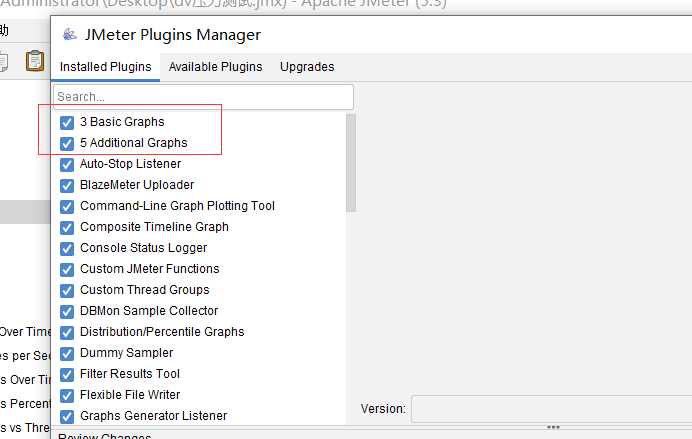 Administrator\Desktop\dv压力测试.jmx) - Apache JMeter (5.3)
助
JMeter Plugins Manager
Installed Plugins Available Plugins Upgrades
Search...
3 Basic Graphs
5 Additional Graphs
Auto-Stop Listener
BlazeMeter Uploader
Command-Line Graph Plotting Tool
Composite Timeline Graph
Console Status Logger
Custom JMeter Functions
Custom Thread Groups
DBMon Sample Collector
Over Time
Distribution/Percentile Graphs
es per Sec
Dummy Sampler
s Over Tim
Filter Results Tool
s Percent
Flexible File Writer
s vs Thre
Graphs Generator Listener
Version:
Review Changes